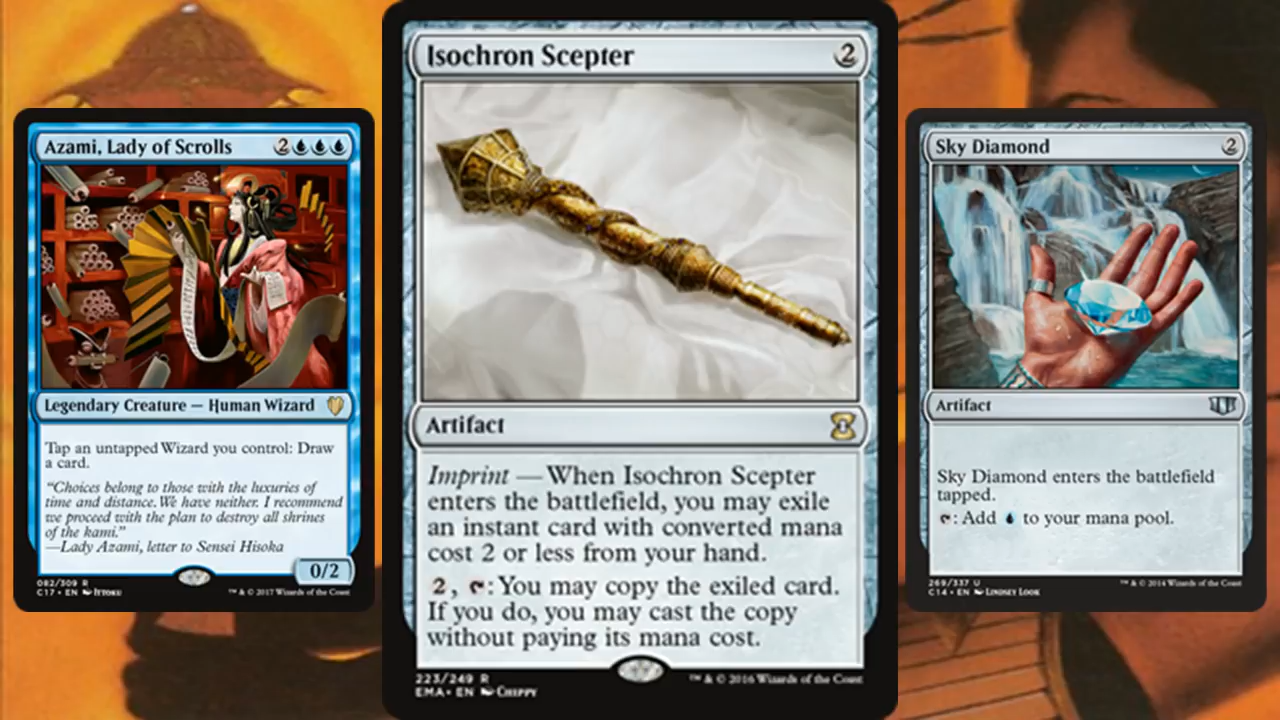 Azami, Lady of Scrolls 2
Legendary Creature — Human Wizard
Tap an untapped Wizard you control: Draw
a card.
“Choices belong to those with the luxuries of
time and distance. We have neither. I recommend
we proceed with the plan to destroy all shrines
of the kami.”
—Lady Azami, letter to Sensei Hisoka
0/2
082/309 R
C17 • EN ITTOKU
™ & © 2017 Wizards of the Coast
Isochron Scepter 2
Artifact
Imprint — When Isochron Scepter
enters the battlefield, you may exile
an instant card with converted mana
cost 2 or less from your hand.
2, : You may copy the exiled card.
If you do, you may cast the copy
without paying its mana cost.
223/249 R
EMA • EN CHIPPY
™ & © 2016 Wizards of the Coast
Sky Diamond 2
Artifact
Sky Diamond enters the battlefield
tapped.
: Add to your mana pool.
269/337 U
C14 • EN LINDSEY LOOK
™ & © 2014 Wizards of the Coast